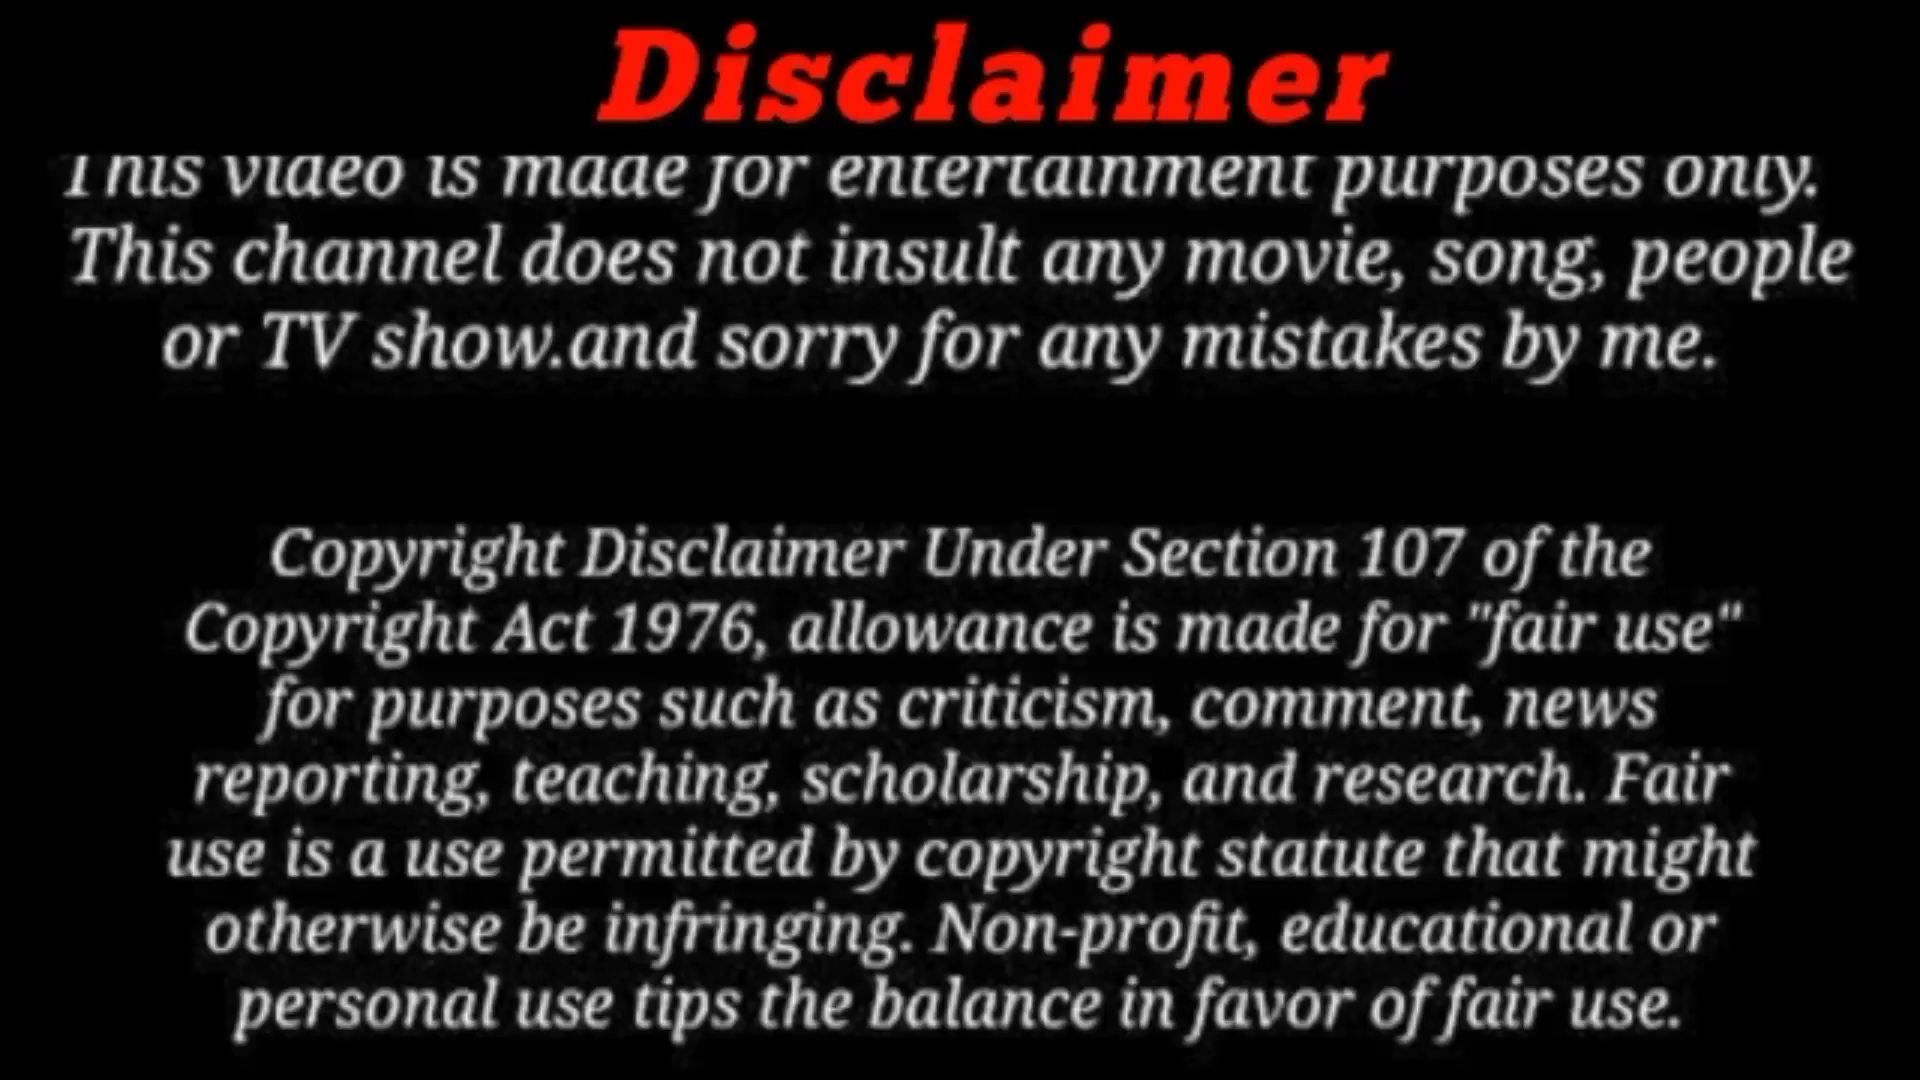 Disclaimer
This video is made for entertainment purposes only.
This channel does not insult any movie, song, people
or TV show.and sorry for any mistakes by me.
Copyright Disclaimer Under Section 107 of the
Copyright Act 1976, allowance is made for "fair use"
for purposes such as criticism, comment, news
reporting, teaching, scholarship, and research. Fair
use is a use permitted by copyright statute that might
otherwise be infringing. Non-profit, educational or
personal use tips the balance in favor of fair use.